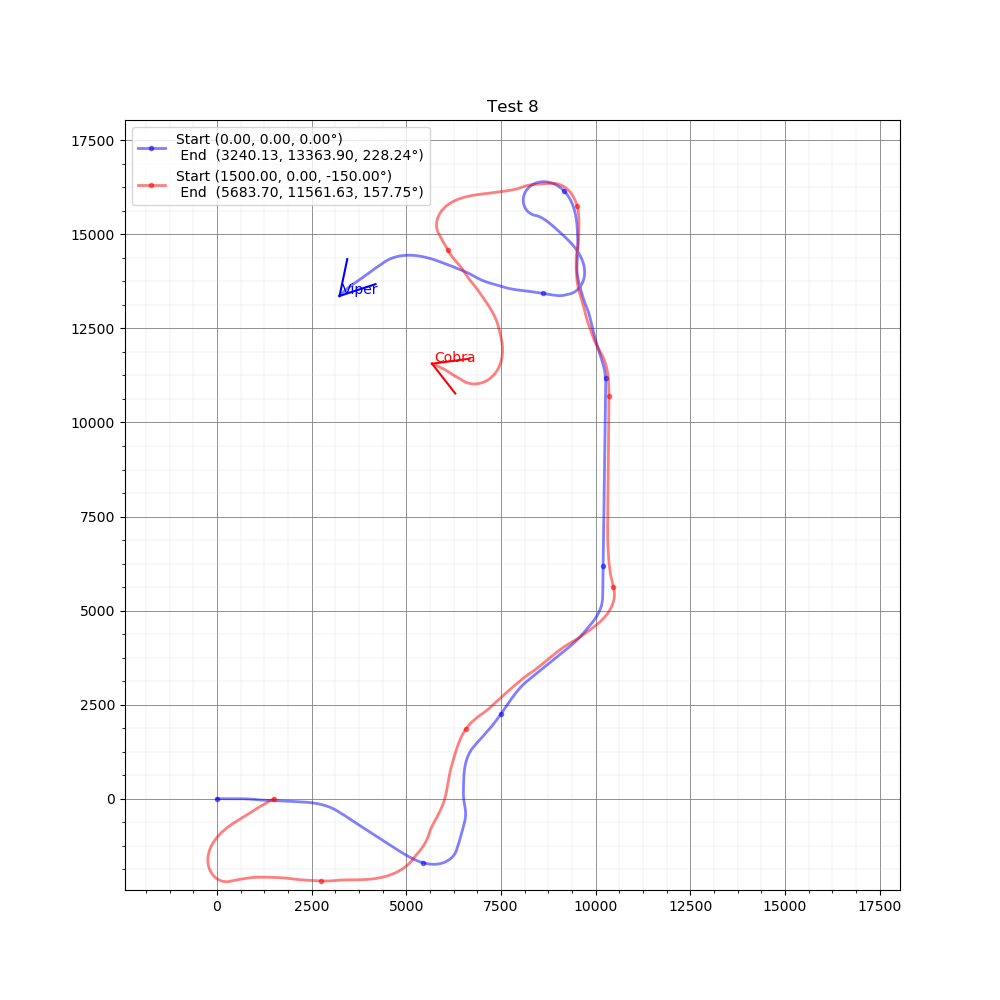 Test 8
Start (0.00, 0.00, 0.00°)
End (3240.13, 13363.90, 228.24°)
Start (1500.00, 0.00, -150.00°)
End (5683.70, 11561.63, 157.75°)
17500
15000
12500
10000
7500
5000
2500
0
Viper
Cobra
0 2500 5000 7500 10000 12500 15000 17500